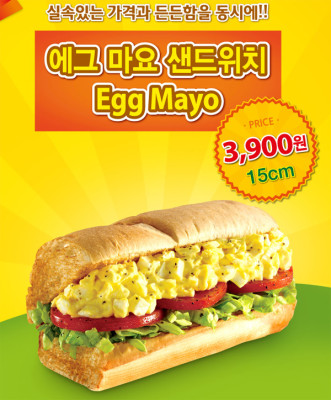 실속있는 가격과 든든함을 동시에!!
에그 마요 샌드위치
Egg Mayo
· PRICE ·
3,900원
15cm